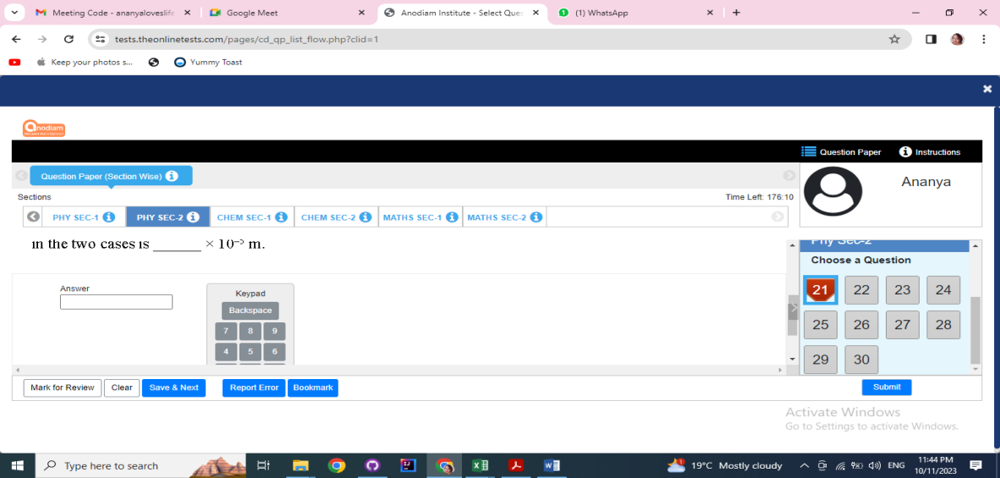 Meeting Code - ananyaloveslife
Google Meet
Anodiam Institute - Select Ques
(1) WhatsApp
tests.theonlinetests.com/pages/cd_qp_list_flow.php?clid=1
Keep your photos s...
Yummy Toast
anodiam
Question Paper
Instructions
Question Paper (Section Wise)
Ananya
Sections
Time Left: 176:10
PHY SEC-1
PHY SEC-2
CHEM SEC-1
CHEM SEC-2
MATHS SEC-1
MATHS SEC-2
in the two cases is _______ × 10⁻⁵ m.
Phy Sec-2
Choose a Question
Answer
Keypad
Backspace
7 8 9
4 5 6
21 22 23 24
25 26 27 28
29 30
Mark for Review
Clear
Save & Next
Report Error
Bookmark
Submit
Activate Windows
Go to Settings to activate Windows.
Type here to search
19°C Mostly cloudy
ENG
11:44 PM
10/11/2023